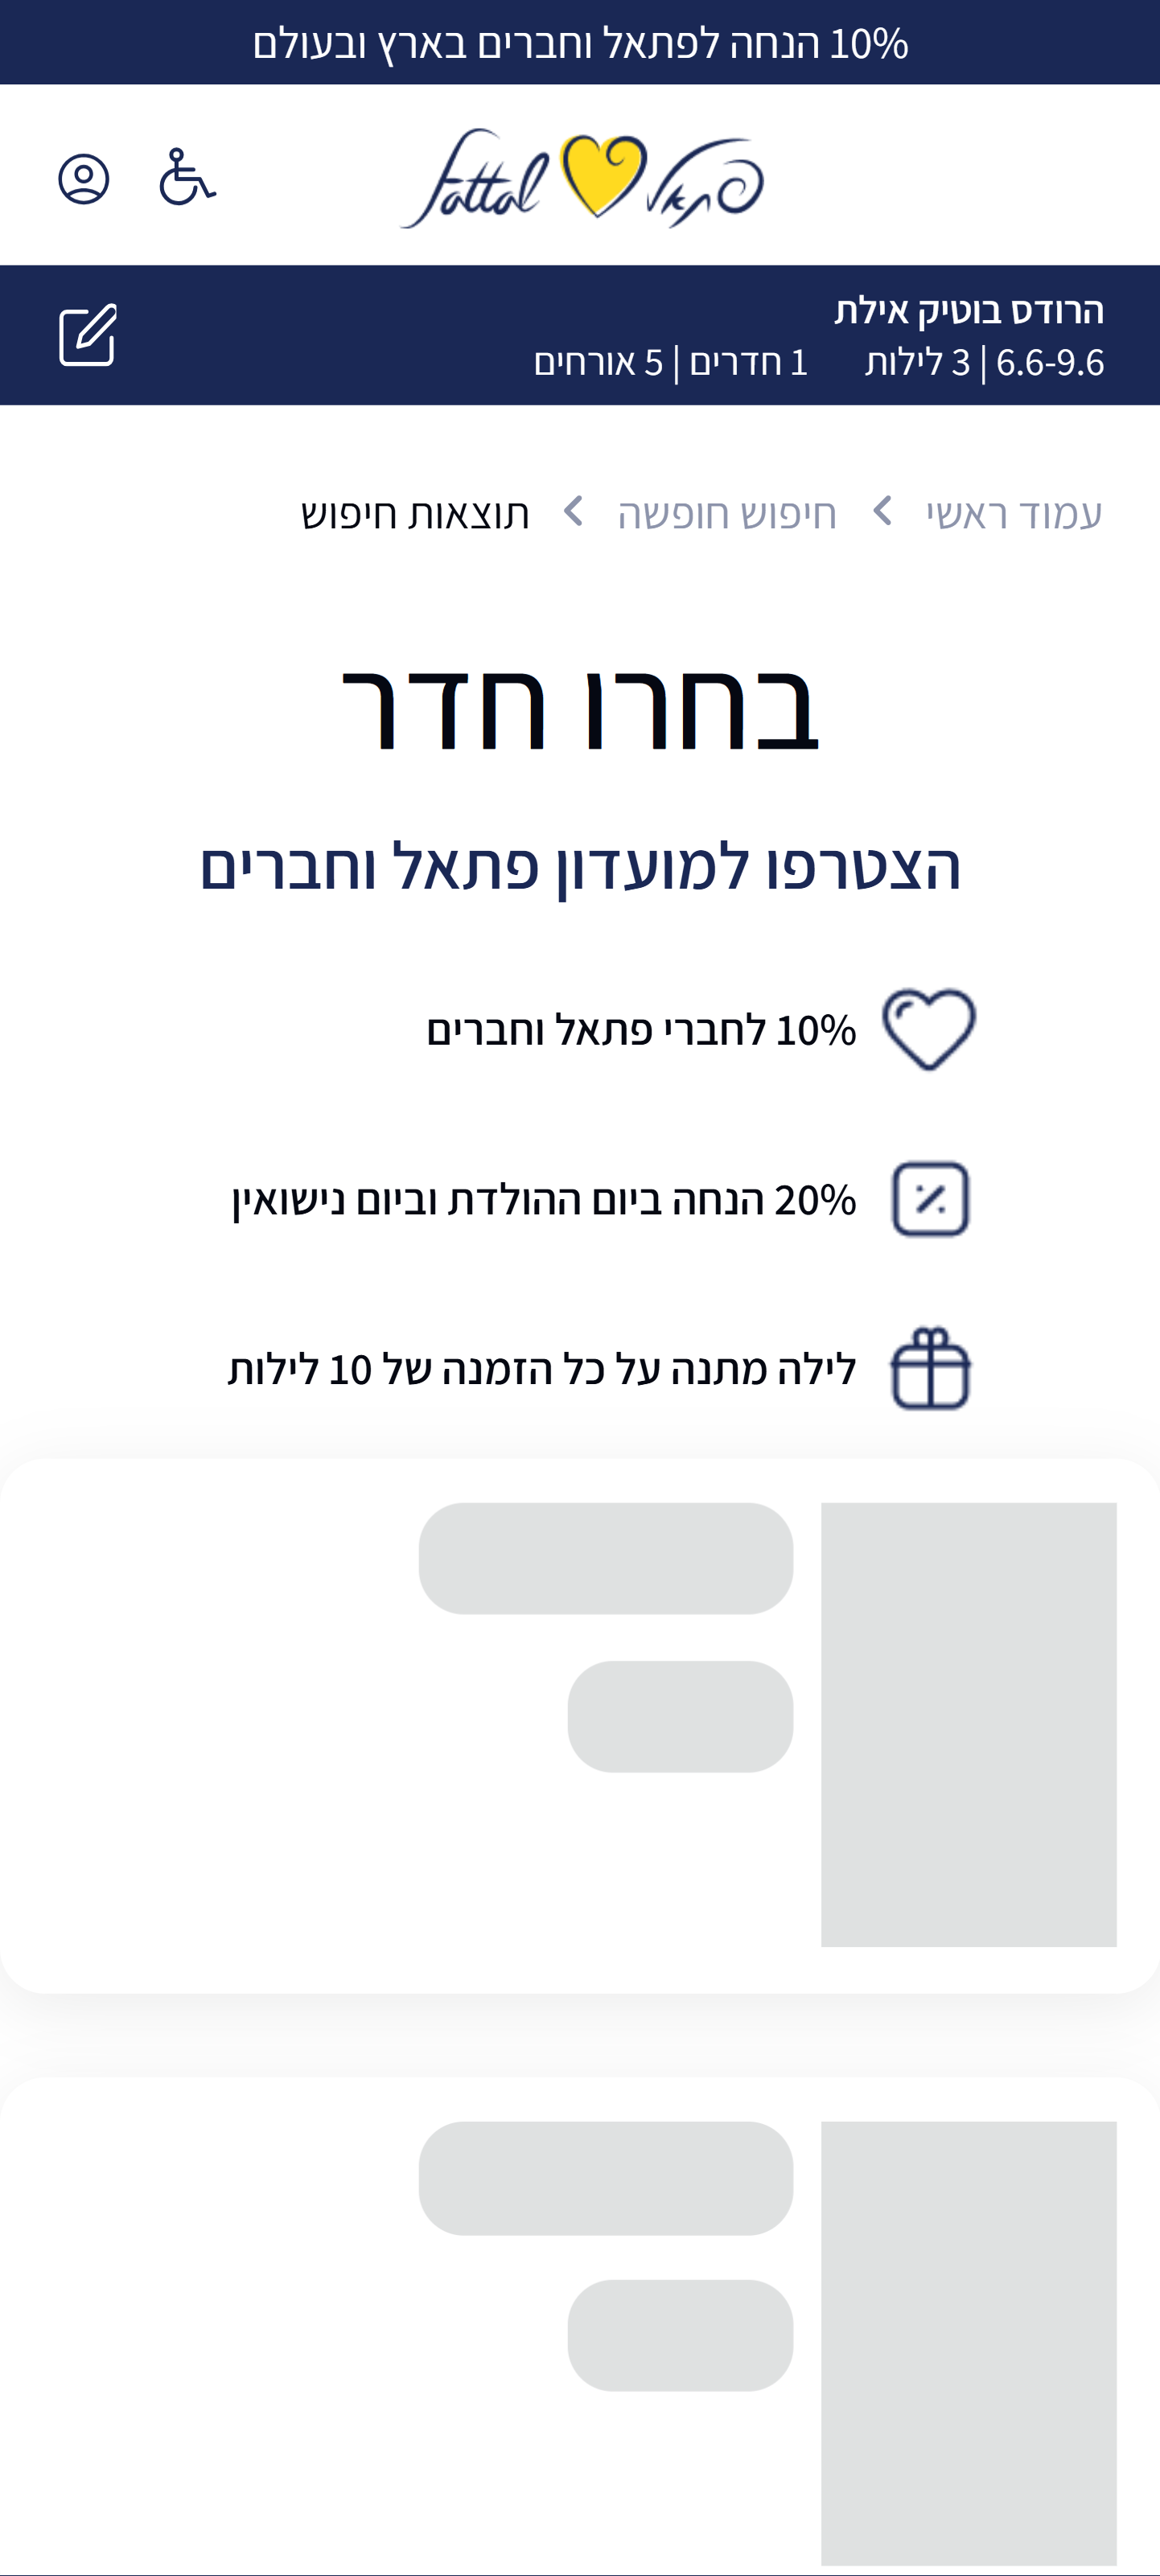 10% הנחה לפתאל וחברים בארץ ובעולם
פתאל fattal
הרודס בוטיק אילת
6.6-9.6 | 3 לילות 1 חדרים | 5 אורחים
עמוד ראשי חיפוש חופשה תוצאות חיפוש
בחרו חדר
הצטרפו למועדון פתאל וחברים
10% לחברי פתאל וחברים
20% הנחה ביום ההולדת וביום נישואין
לילה מתנה על כל הזמנה של 10 לילות